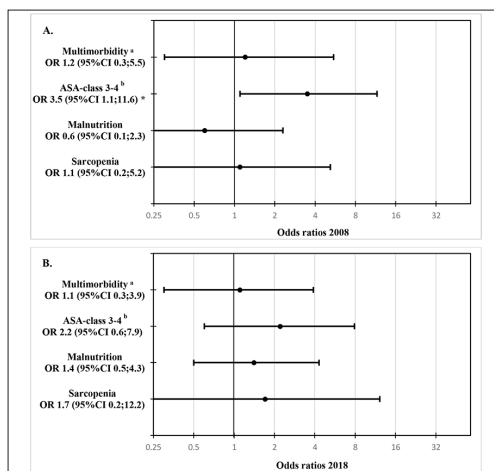 A.
Multimorbidity a
OR 1.2 (95%CI 0.3;5.5)
ASA-class 3-4 b
OR 3.5 (95%CI 1.1;11.6) *
Malnutrition
OR 0.6 (95%CI 0.1;2.3)
Sarcopenia
OR 1.1 (95%CI 0.2;5.2)
0.25 0.5 1 2 4 8 16 32
Odds ratios 2008
B.
Multimorbidity a
OR 1.1 (95%CI 0.3;3.9)
ASA-class 3-4 b
OR 2.2 (95%CI 0.6;7.9)
Malnutrition
OR 1.4 (95%CI 0.5;4.3)
Sarcopenia
OR 1.7 (95%CI 0.2;12.2)
0.25 0.5 1 2 4 8 16 32
Odds ratios 2018